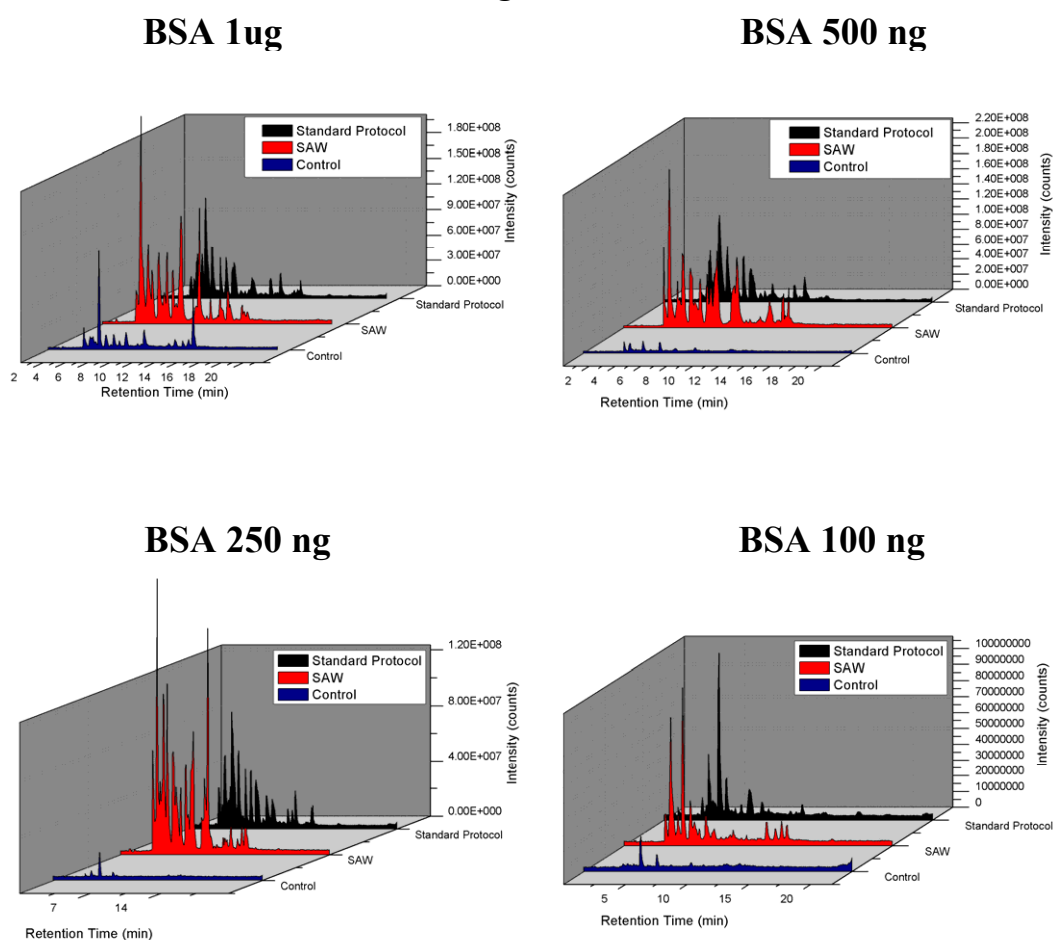 BSA 1ug
Standard Protocol
SAW
Control
1.80E+008
1.50E+008
1.20E+008
9.00E+007
6.00E+007
3.00E+007
0.00E+000
Intensity (counts)
Standard Protocol
SAW
Control
2 4 6 8 10 12 14 16 18 20
Retention Time (min)
BSA 500 ng
Standard Protocol
SAW
Control
2.20E+008
2.00E+008
1.80E+008
1.60E+008
1.40E+008
1.20E+008
1.00E+008
8.00E+007
6.00E+007
4.00E+007
2.00E+007
0.00E+000
Intensity (counts)
Standard Protocol
SAW
Control
2 4 6 8 10 12 14 16 18 20
Retention Time (min)
BSA 250 ng
Standard Protocol
SAW
Control
1.20E+008
8.00E+007
4.00E+007
0.00E+000
Intensity (counts)
Standard Protocol
SAW
Control
7 14
Retention Time (min)
BSA 100 ng
Standard Protocol
SAW
Control
100000000
90000000
80000000
70000000
60000000
50000000
40000000
30000000
20000000
10000000
0
Intensity (counts)
Standard Protocol
SAW
Control
5 10 15 20
Retention Time (min)